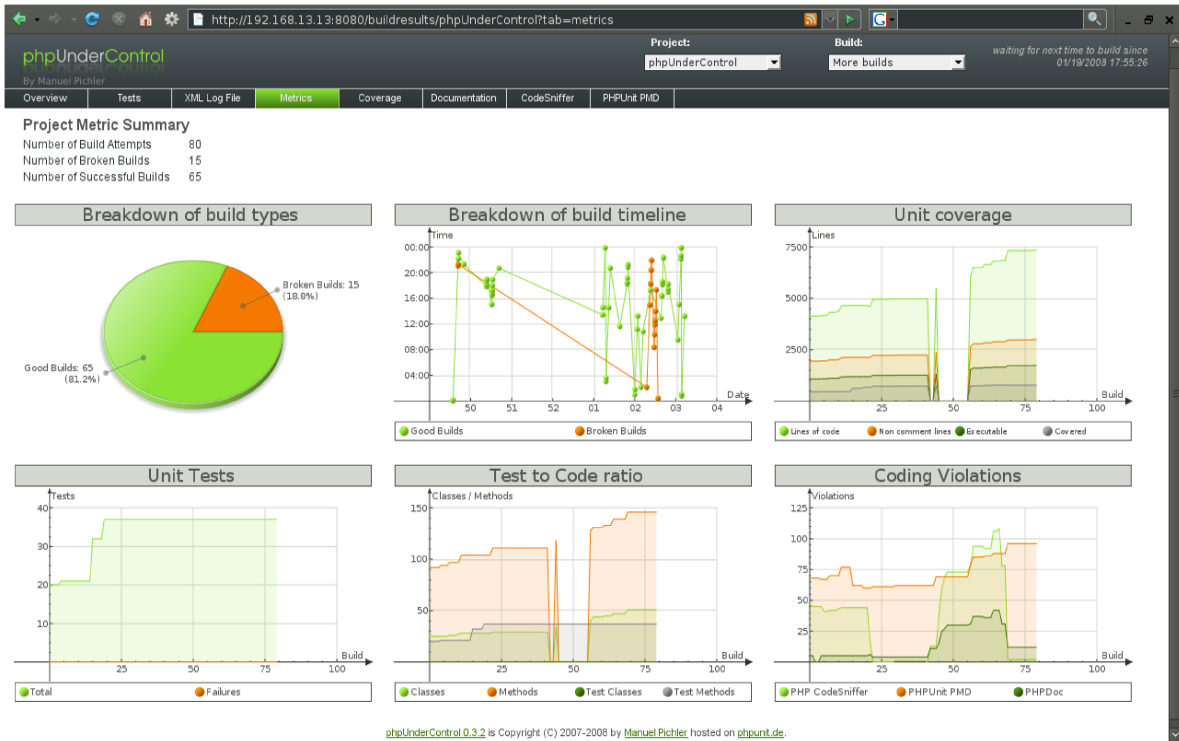 http://192.168.13.13:8080/buildresults/phpUnderControl?tab=metrics
G
phpUnderControl
By Manuel Pichler
Project:
phpUnderControl
Build:
More builds
waiting for next time to build since
01/19/2008 17:55:26
Overview Tests XML Log File Metrics Coverage Documentation CodeSniffer PHPUnit PMD
Project Metric Summary
Number of Build Attempts 80
Number of Broken Builds 15
Number of Successful Builds 65
Breakdown of build types
Broken Builds: 15
(18.8%)
Good Builds: 65
(81.2%)
Breakdown of build timeline
Time
00:00
20:00
16:00
12:00
08:00
04:00
Date
50 51 52 01 02 03 04
Good Builds Broken Builds
Unit coverage
Lines
7500
5000
2500
Build
25 50 75 100
Lines of code Non comment lines Executable Covered
Unit Tests
Tests
40
30
20
10
Build
25 50 75 100
Total Failures
Test to Code ratio
Classes / Methods
150
100
50
Build
25 50 75 100
Classes Methods Test Classes Test Methods
Coding Violations
Violations
125
100
75
50
25
Build
25 50 75 100
PHP CodeSniffer PHPUnit PMD PHPDoc
phpUnderControl 0.3.2 is Copyright (C) 2007-2008 by Manuel Pichler hosted on phpunit.de.